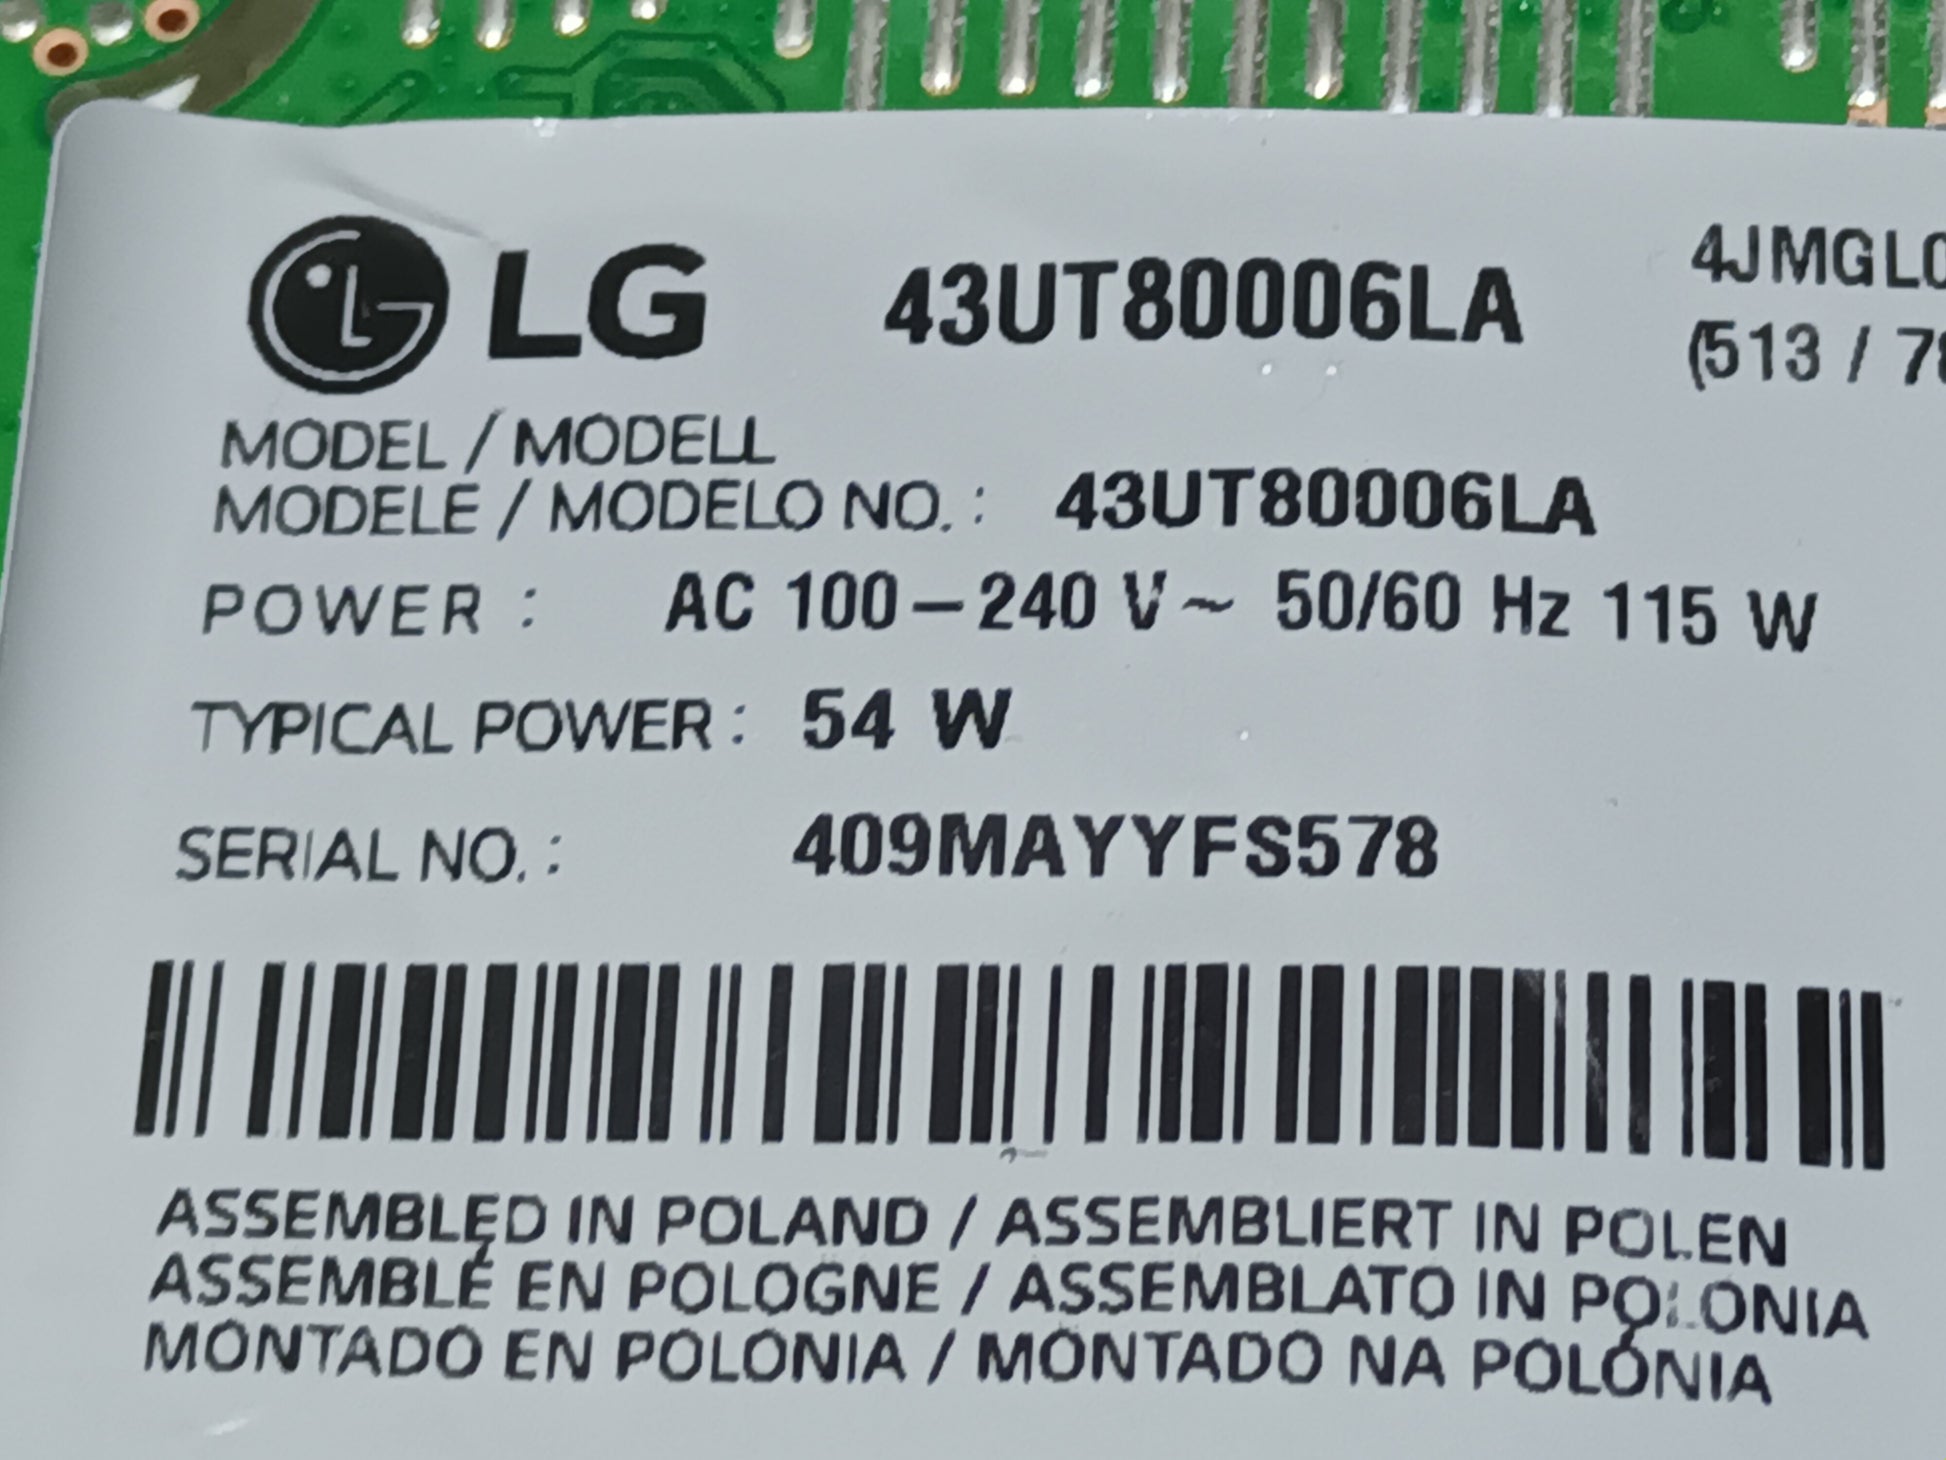 LG 43UT80006LA
4JMGL0
(513 / 78
MODEL / MODELL
MODELE / MODELO NO. : 43UT80006LA
POWER : AC 100 – 240 V ~ 50/60 Hz 115 W
TYPICAL POWER : 54 W
SERIAL NO. : 409MAYYFS578
ASSEMBLED IN POLAND / ASSEMBLIERT IN POLEN
ASSEMBLÉ EN POLOGNE / ASSEMBLATO IN POLONIA
MONTADO EN POLONIA / MONTADO NA POLÓNIA